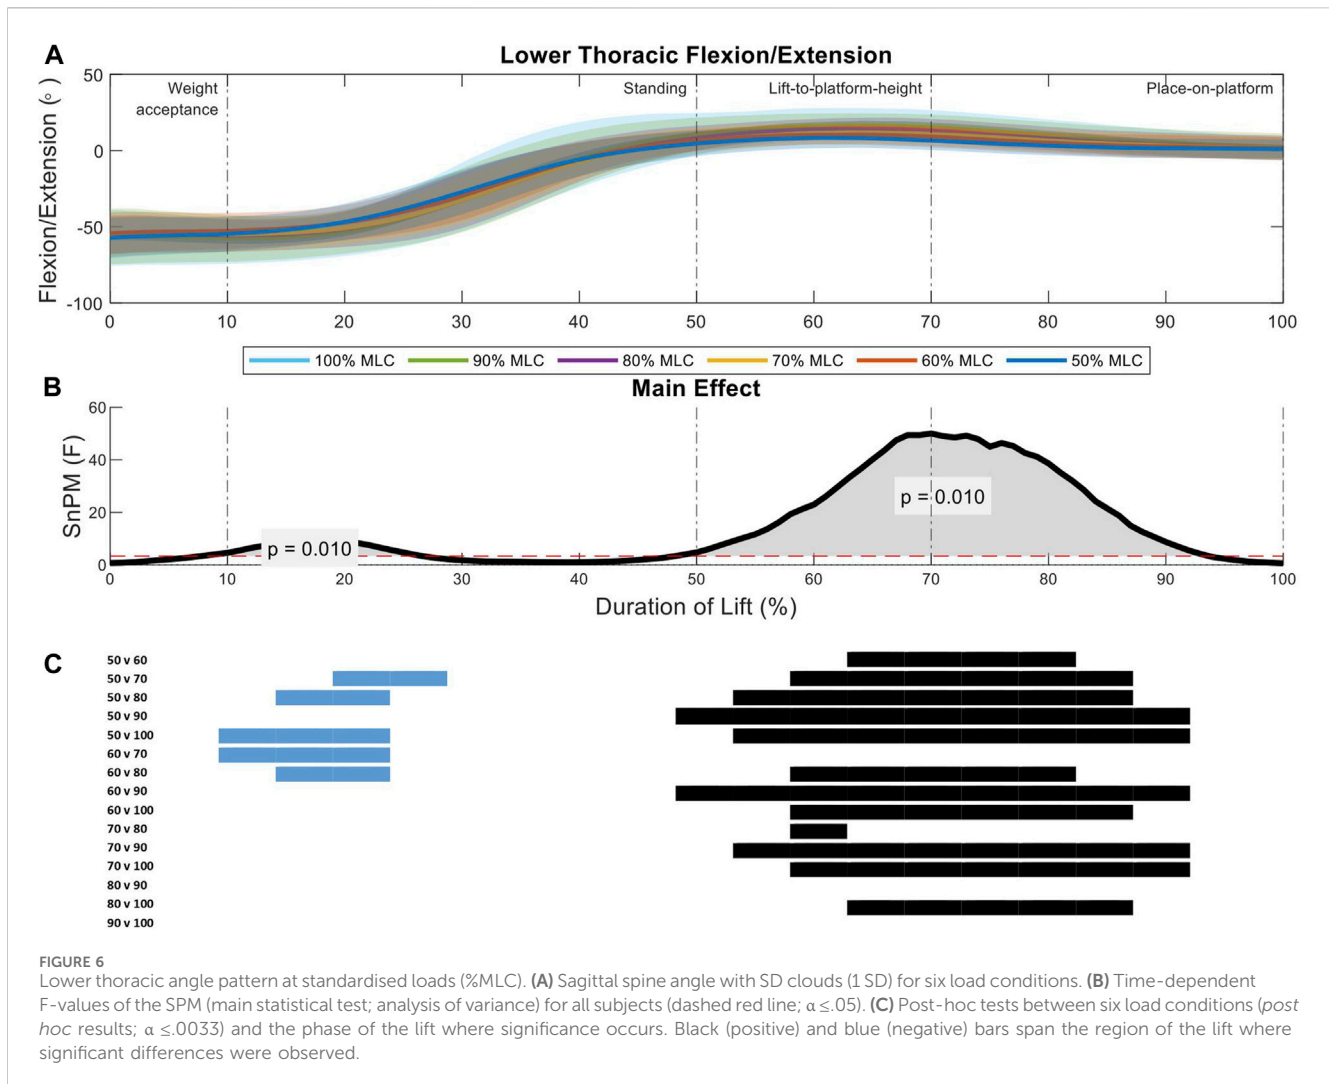 A
Lower Thoracic Flexion/Extension
Flexion/Extension (°)
50
0
-50
-100
Weight
acceptance
Standing
Lift-to-platform-height
Place-on-platform
0 10 20 30 40 50 60 70 80 90 100
100% MLC 90% MLC 80% MLC 70% MLC 60% MLC 50% MLC
B
Main Effect
SnPM (F)
60
40
20
0
p = 0.010
p = 0.010
0 10 20 30 40 50 60 70 80 90 100
Duration of Lift (%)
C
50 v 60
50 v 70
50 v 80
50 v 90
50 v 100
60 v 70
60 v 80
60 v 90
60 v 100
70 v 80
70 v 90
70 v 100
80 v 90
80 v 100
90 v 100
FIGURE 6
Lower thoracic angle pattern at standardised loads (%MLC). (A) Sagittal spine angle with SD clouds (1 SD) for six load conditions. (B) Time-dependent
F-values of the SPM (main statistical test; analysis of variance) for all subjects (dashed red line; α ≤.05). (C) Post-hoc tests between six load conditions (post
hoc results; α ≤.0033) and the phase of the lift where significance occurs. Black (positive) and blue (negative) bars span the region of the lift where
significant differences were observed.